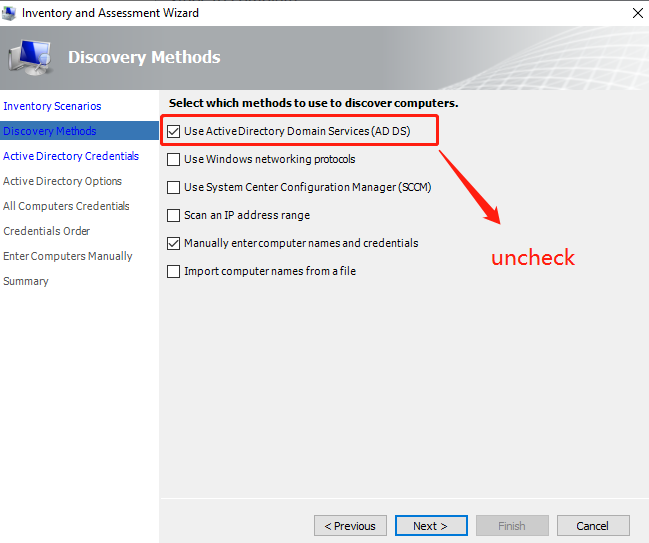 Inventory and Assessment Wizard
Discovery Methods
Inventory Scenarios
Discovery Methods
Active Directory Credentials
Active Directory Options
All Computers Credentials
Credentials Order
Enter Computers Manually
Summary
Select which methods to use to discover computers.
Use Active Directory Domain Services (AD DS)
Use Windows networking protocols
Use System Center Configuration Manager (SCCM)
Scan an IP address range
Manually enter computer names and credentials
Import computer names from a file
uncheck
< Previous
Next >
Finish
Cancel